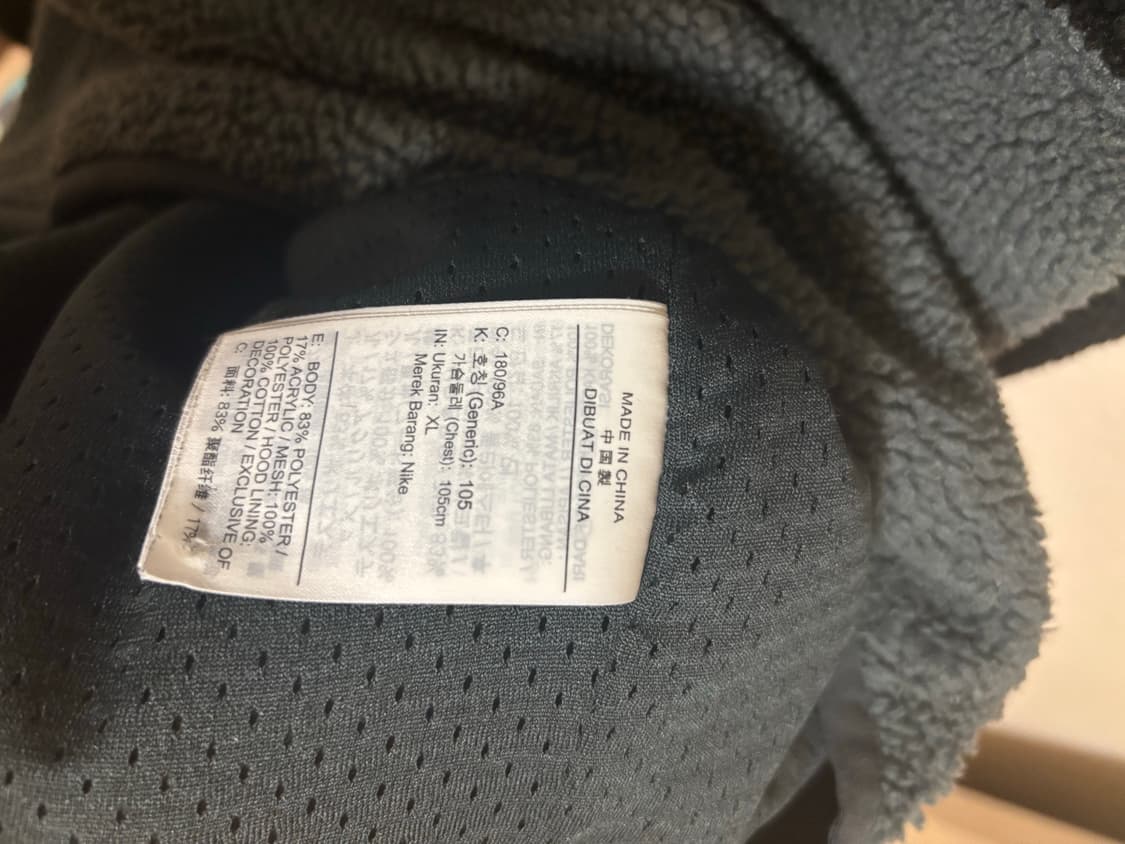 MADE IN CHINA
中国製
DIBUAT DI CINA
C: 180/96A
K: 호칭 (Generic): 105
가슴둘레 (Chest): 105cm
IN: Ukuran: XL
Merek Barang: Nike
E: BODY: 83% POLYESTER /
17% ACRYLIC / MESH: 100%
POLYESTER / HOOD LINING:
100% COTTON / EXCLUSIVE OF
DECORATION
C: 面料: 83% 聚酯纤维 / 17%